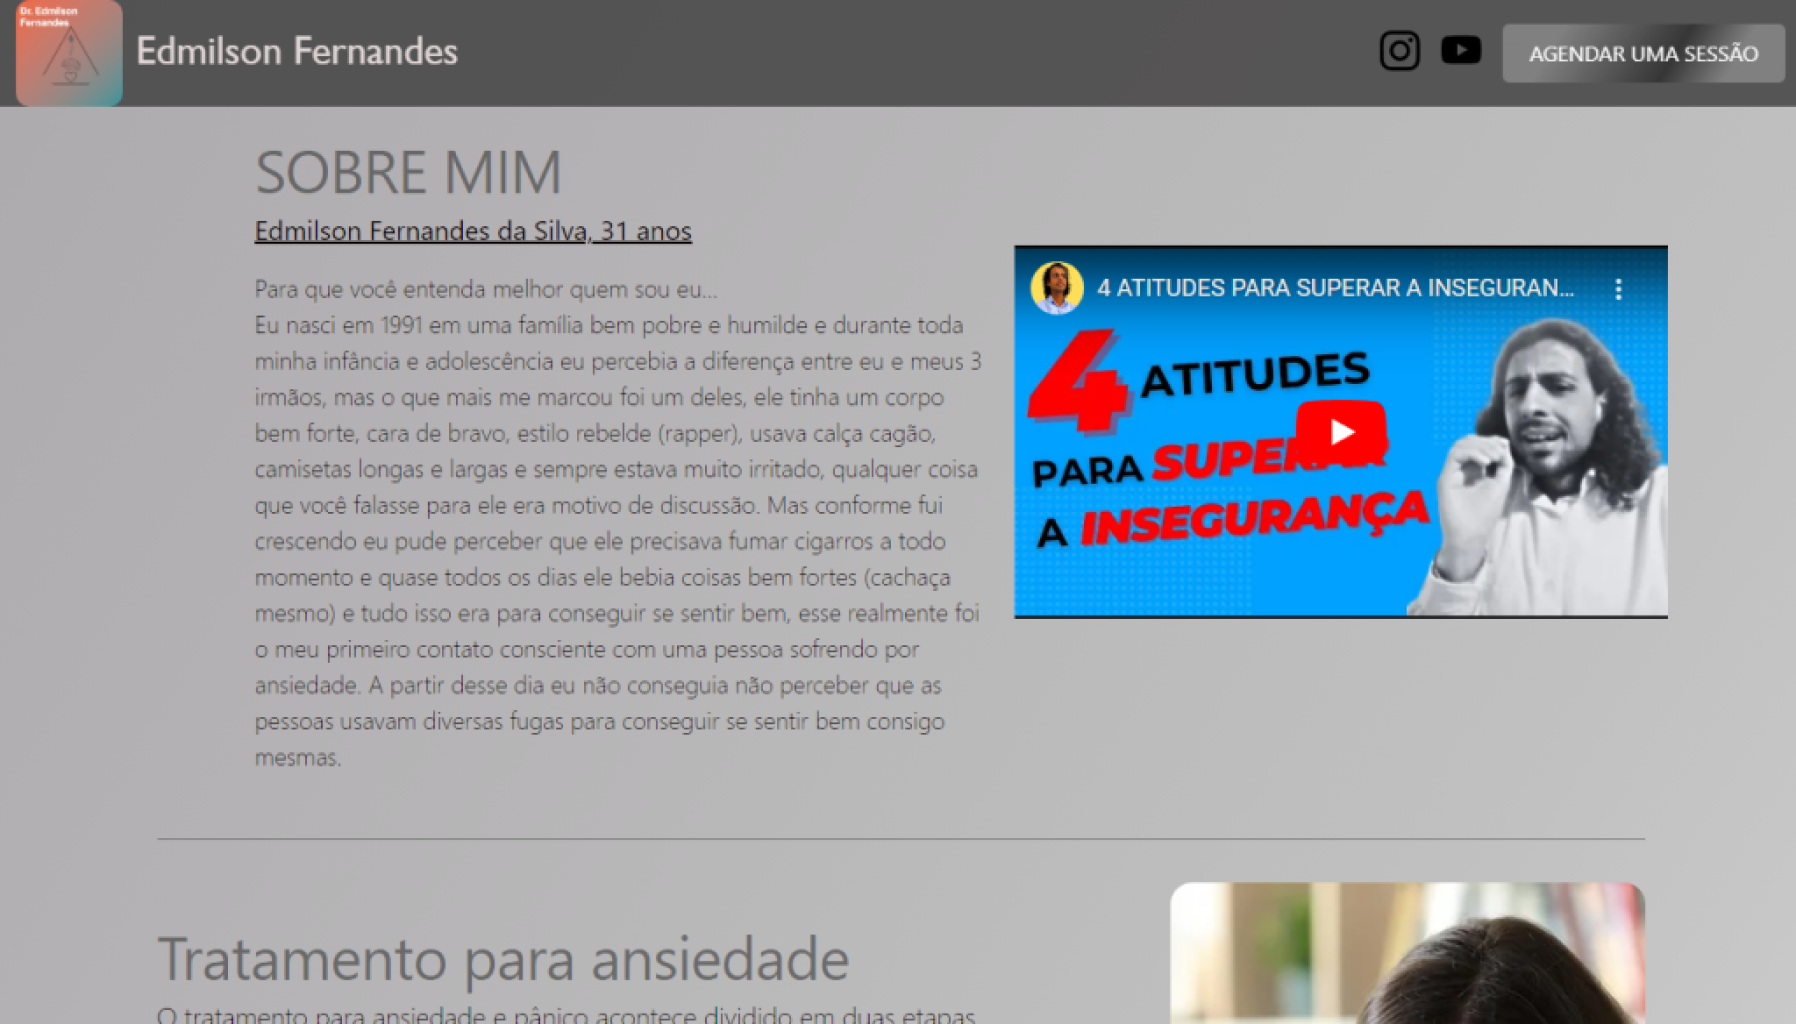 Dr. Edmilson
Fernandes
Edmilson Fernandes
AGENDAR UMA SESSÃO
SOBRE MIM
Edmilson Fernandes da Silva, 31 anos
Para que você entenda melhor quem sou eu...
Eu nasci em 1991 em uma família bem pobre e humilde e durante toda
minha infância e adolescência eu percebia a diferença entre eu e meus 3
irmãos, mas o que mais me marcou foi um deles, ele tinha um corpo
bem forte, cara de bravo, estilo rebelde (rapper), usava calça cagão,
camisetas longas e largas e sempre estava muito irritado, qualquer coisa
que você falasse para ele era motivo de discussão. Mas conforme fui
crescendo eu pude perceber que ele precisava fumar cigarros a todo
momento e quase todos os dias ele bebia coisas bem fortes (cachaça
mesmo) e tudo isso era para conseguir se sentir bem, esse realmente foi
o meu primeiro contato consciente com uma pessoa sofrendo por
ansiedade. A partir desse dia eu não conseguia não perceber que as
pessoas usavam diversas fugas para conseguir se sentir bem consigo
mesmas.
4 ATITUDES PARA SUPERAR A INSEGURAN...
4 ATITUDES
PARA SUPERAR
A INSEGURANÇA
Tratamento para ansiedade
O tratamento para ansiedade e pânico acontece dividido em duas etapas